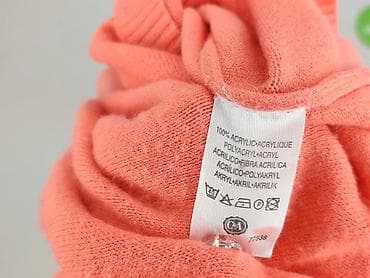 100% ACRYLIC•ACRYLIQUE
POLYACRYL•ACRYL
ACRILICO•FIBRA ACRILICA
ACRÍLICO•POLYAKRYL
AKRYL•AKRIL•AKRILIK
C&A